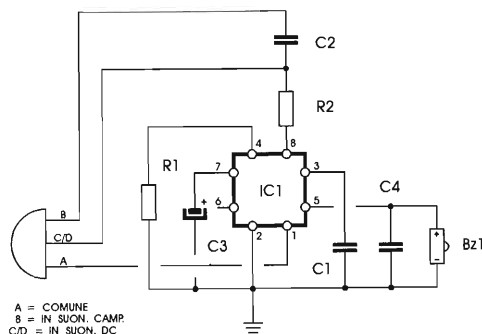 C2
R2
4
8
R1
7
3
IC1
C4
6
5
+
B
C3
2
1
C1
Bz1
C/D
A
+
-
A = COMUNE
B = IN SUON. CAMP.
C/D = IN SUON. DC